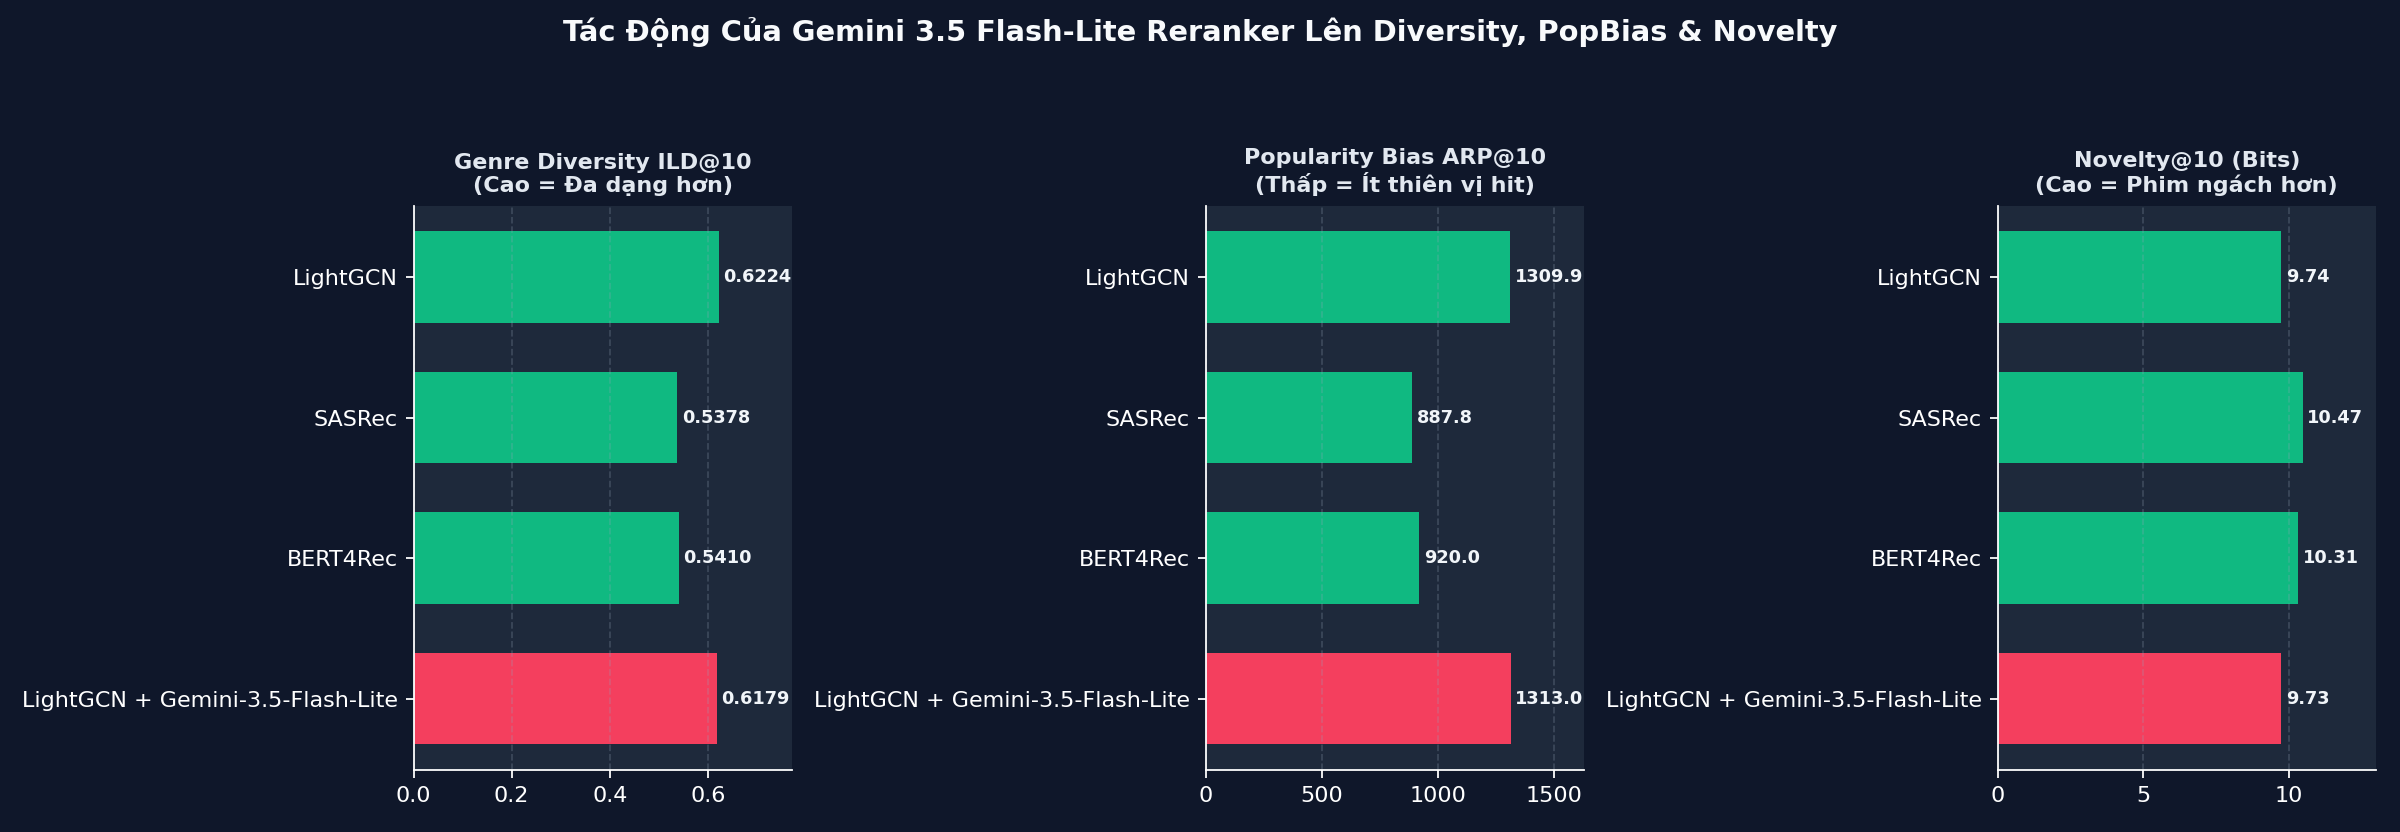 Tác Động Của Gemini 3.5 Flash-Lite Reranker Lên Diversity, PopBias & Novelty
Genre Diversity ILD@10
(Cao = Đa dạng hơn)
LightGCN
0.6224
SASRec
0.5378
BERT4Rec
0.5410
LightGCN + Gemini-3.5-Flash-Lite
0.6179
0.0 0.2 0.4 0.6
Popularity Bias ARP@10
(Thấp = Ít thiên vị hit)
LightGCN
1309.9
SASRec
887.8
BERT4Rec
920.0
LightGCN + Gemini-3.5-Flash-Lite
1313.0
0 500 1000 1500
Novelty@10 (Bits)
(Cao = Phim ngách hơn)
LightGCN
9.74
SASRec
10.47
BERT4Rec
10.31
LightGCN + Gemini-3.5-Flash-Lite
9.73
0 5 10